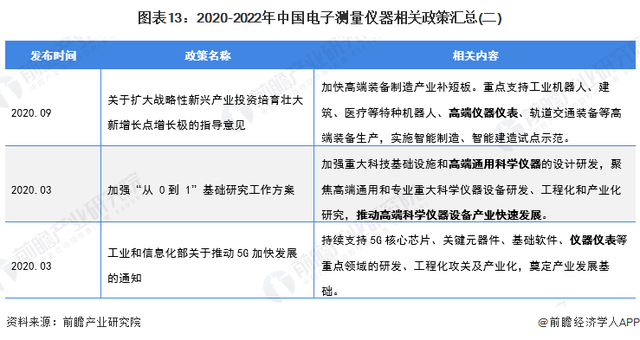 图表13：2020-2022年中国电子测量仪器相关政策汇总(二)
发布时间 政策名称 相关内容
2020.09
关于扩大战略性新兴产业投资培育壮大
新增长点增长极的指导意见
加快高端装备制造产业补短板。重点支持工业机器人、建
筑、医疗等特种机器人、高端仪器仪表、轨道交通装备等高
端装备生产，实施智能制造、智能建造试点示范。
2020.03
加强“从 0 到 1”基础研究工作方案
加强重大科技基础设施和高端通用科学仪器的设计研发，聚
焦高端通用和专业重大科学仪器设备研发、工程化和产业化
研究，推动高端科学仪器设备产业快速发展。
2020.03
工业和信息化部关于推动5G加快发展
的通知
持续支持5G核心芯片、关键元器件、基础软件、仪器仪表等
重点领域的研发、工程化攻关及产业化，奠定产业发展基
础。
资料来源：前瞻产业研究院
@前瞻经济学人APP
前瞻产业研究院